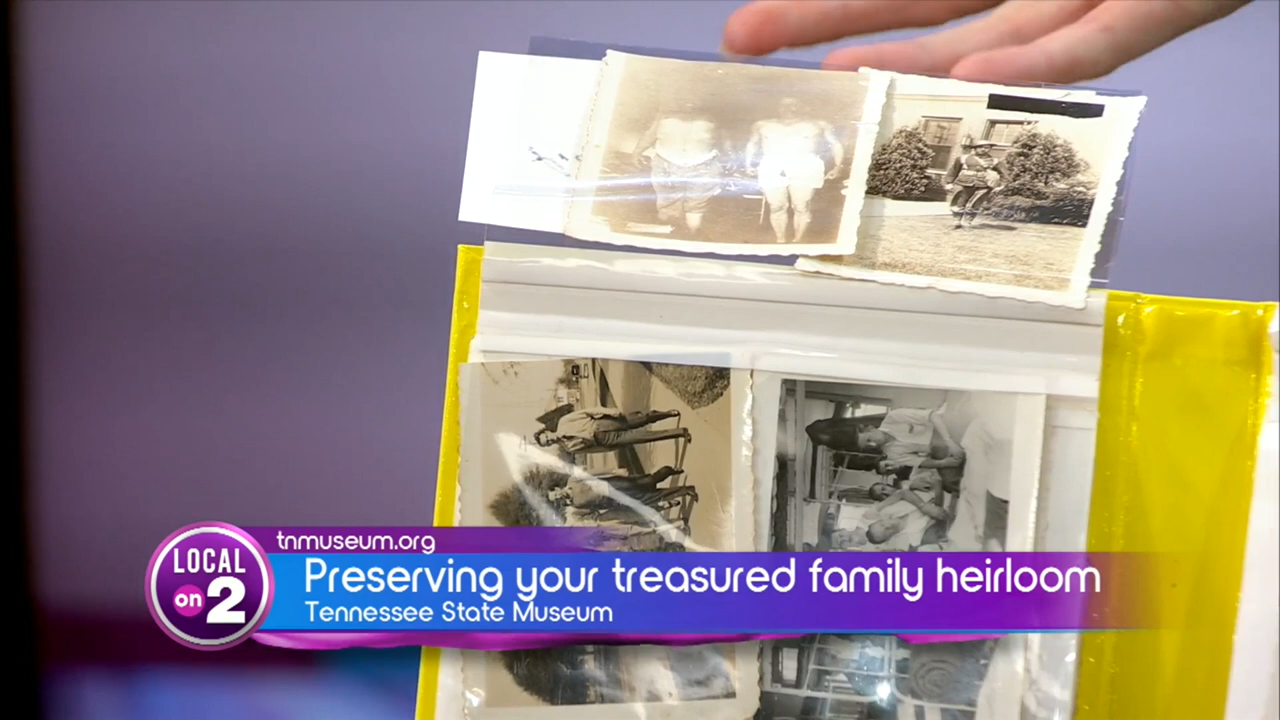 LOCAL
on 2
tnmuseum.org
Preserving your treasured family heirloom
Tennessee State Museum